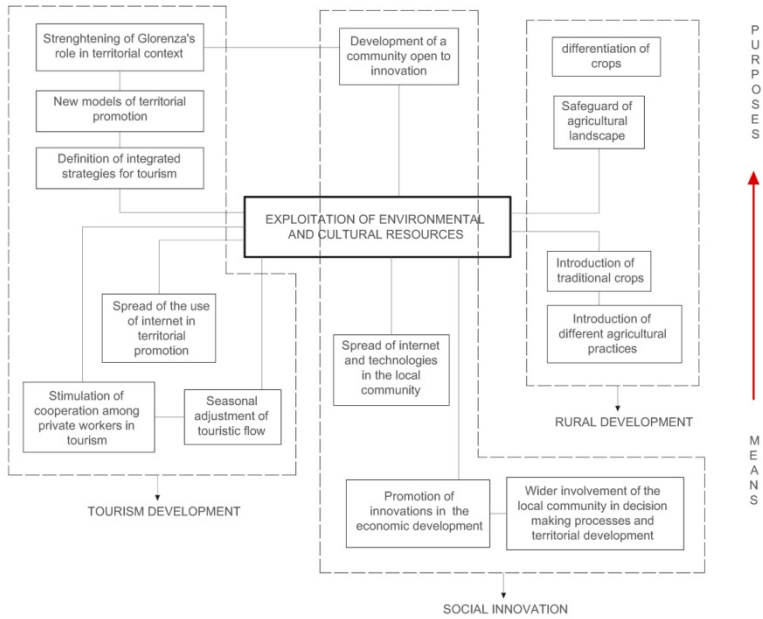 Strenghtening of Glorenza's
role in territorial context
New models of territorial
promotion
Definition of integrated
strategies for tourism
Development of a
community open to
innovation
differentiation of
crops
Safeguard of
agricultural
landscape
PURPOSES
EXPLOITATION OF ENVIRONMENTAL
AND CULTURAL RESOURCES
Spread of the use
of internet in
territorial
promotion
Stimulation of
cooperation among
private workers in
tourism
Seasonal
adjustment of
touristic flow
TOURISM DEVELOPMENT
Spread of internet
and technologies
in the local
community
Introduction of
traditional crops
Introduction of
different agricultural
practices
RURAL DEVELOPMENT
MEANS
Promotion of
innovations in the
economic development
Wider involvement of the
local community in decision
making processes and
territorial development
SOCIAL INNOVATION